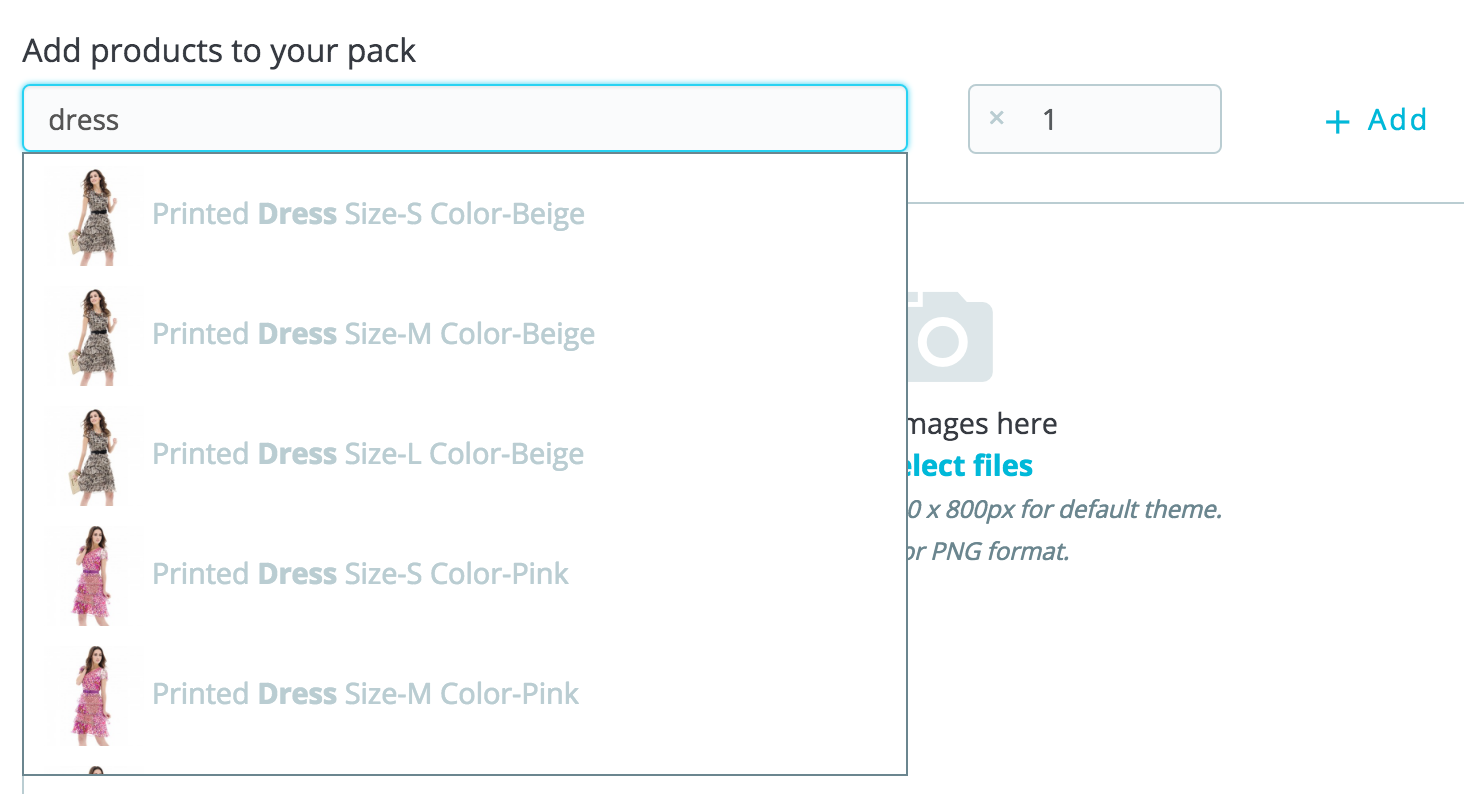 Add products to your pack
dress
× 1
+ Add
Printed Dress Size-S Color-Beige
Printed Dress Size-M Color-Beige
Printed Dress Size-L Color-Beige
Printed Dress Size-S Color-Pink
Printed Dress Size-M Color-Pink
images here
elect files
0 x 800px for default theme.
or PNG format.